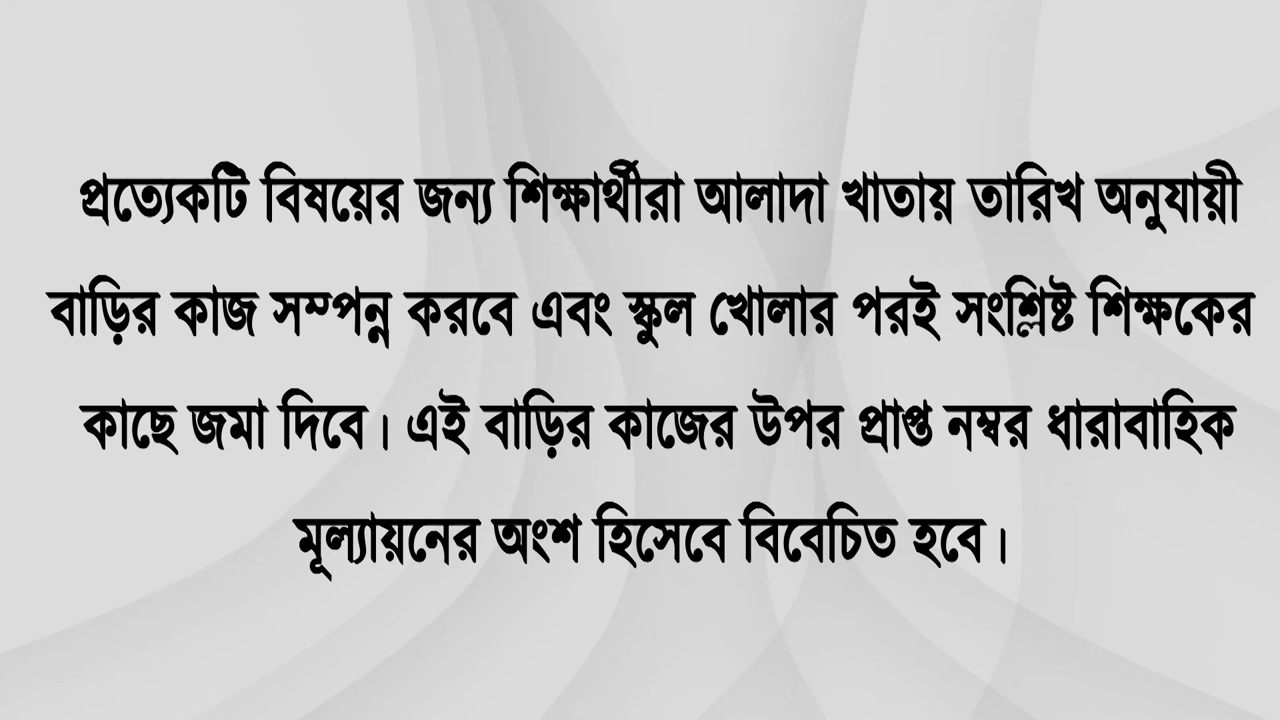 প্রত্যেকটি বিষয়ের জন্য শিক্ষার্থীরা আলাদা খাতায় তারিখ অনুযায়ী
বাড়ির কাজ সম্পন্ন করবে এবং স্কুল খোলার পরই সংশ্লিষ্ট শিক্ষকের
কাছে জমা দিবে। এই বাড়ির কাজের উপর প্রাপ্ত নম্বর ধারাবাহিক
মূল্যায়নের অংশ হিসেবে বিবেচিত হবে।